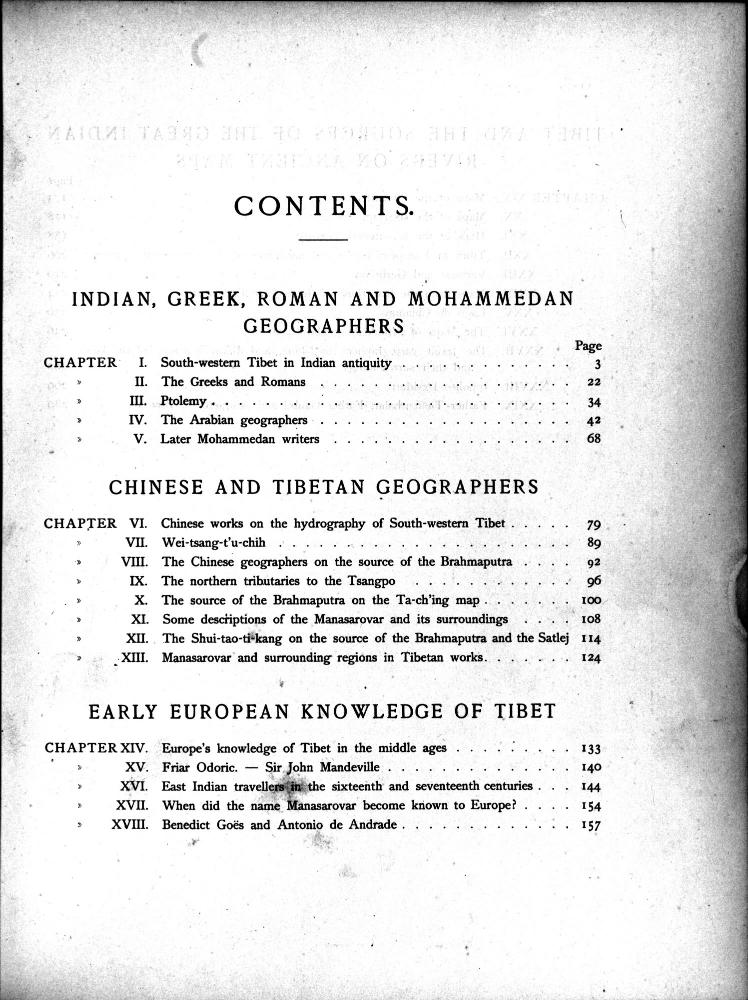 CONTENTS.
INDIAN, GREEK, ROMAN AND MOHAMMEDAN
GEOGRAPHERS
Page
CHAPTER I. South-western Tibet in Indian antiquity . . . . . . . . . . . . . 3
» II. The Greeks and Romans . . . . . . . . . . . . . . . . . . . 22
» III. Ptolemy . . . . . . . . . . . . . . . . . . . . . . . . . . 34
» IV. The Arabian geographers . . . . . . . . . . . . . . . . . . . 42
» V. Later Mohammedan writers . . . . . . . . . . . . . . . . . . 68
CHINESE AND TIBETAN GEOGRAPHERS
CHAPTER VI. Chinese works on the hydrography of South-western Tibet . . . . . 79
» VII. Wei-tsang-t'u-chih . . . . . . . . . . . . . . . . . . . . . . 89
» VIII. The Chinese geographers on the source of the Brahmaputra . . . . 92
» IX. The northern tributaries to the Tsangpo . . . . . . . . . . . . 96
» X. The source of the Brahmaputra on the Ta-ch'ing map . . . . . . . 100
» XI. Some descriptions of the Manasarovar and its surroundings . . . . 108
» XII. The Shui-tao-ti-kang on the source of the Brahmaputra and the Satlej 114
» XIII. Manasarovar and surrounding regions in Tibetan works. . . . . . . 124
EARLY EUROPEAN KNOWLEDGE OF TIBET
CHAPTER XIV. Europe's knowledge of Tibet in the middle ages . . . . . . . . . 133
» XV. Friar Odoric. — Sir John Mandeville . . . . . . . . . . . . . . 140
» XVI. East Indian travellers in the sixteenth and seventeenth centuries . . . 144
» XVII. When did the name Manasarovar become known to Europe? . . . . 154
» XVIII. Benedict Goës and Antonio de Andrade . . . . . . . . . . . . . 157